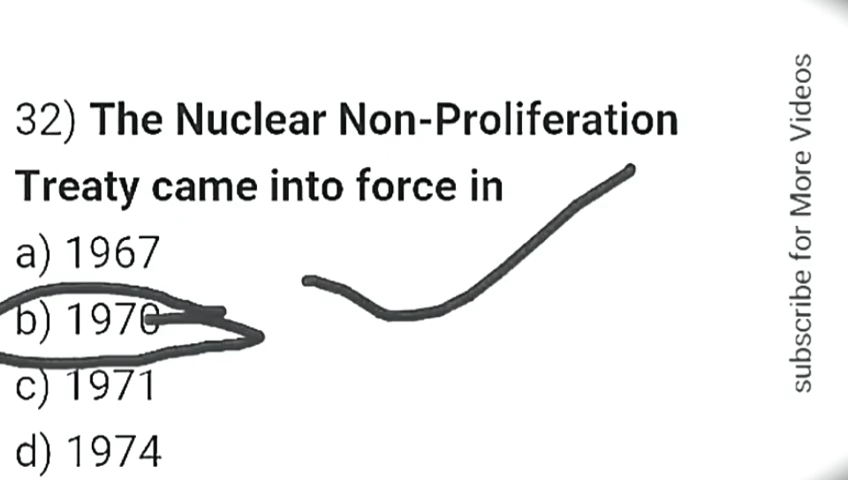 32) The Nuclear Non-Proliferation
Treaty came into force in
a) 1967
b) 1970
c) 1971
d) 1974
subscribe for More Videos